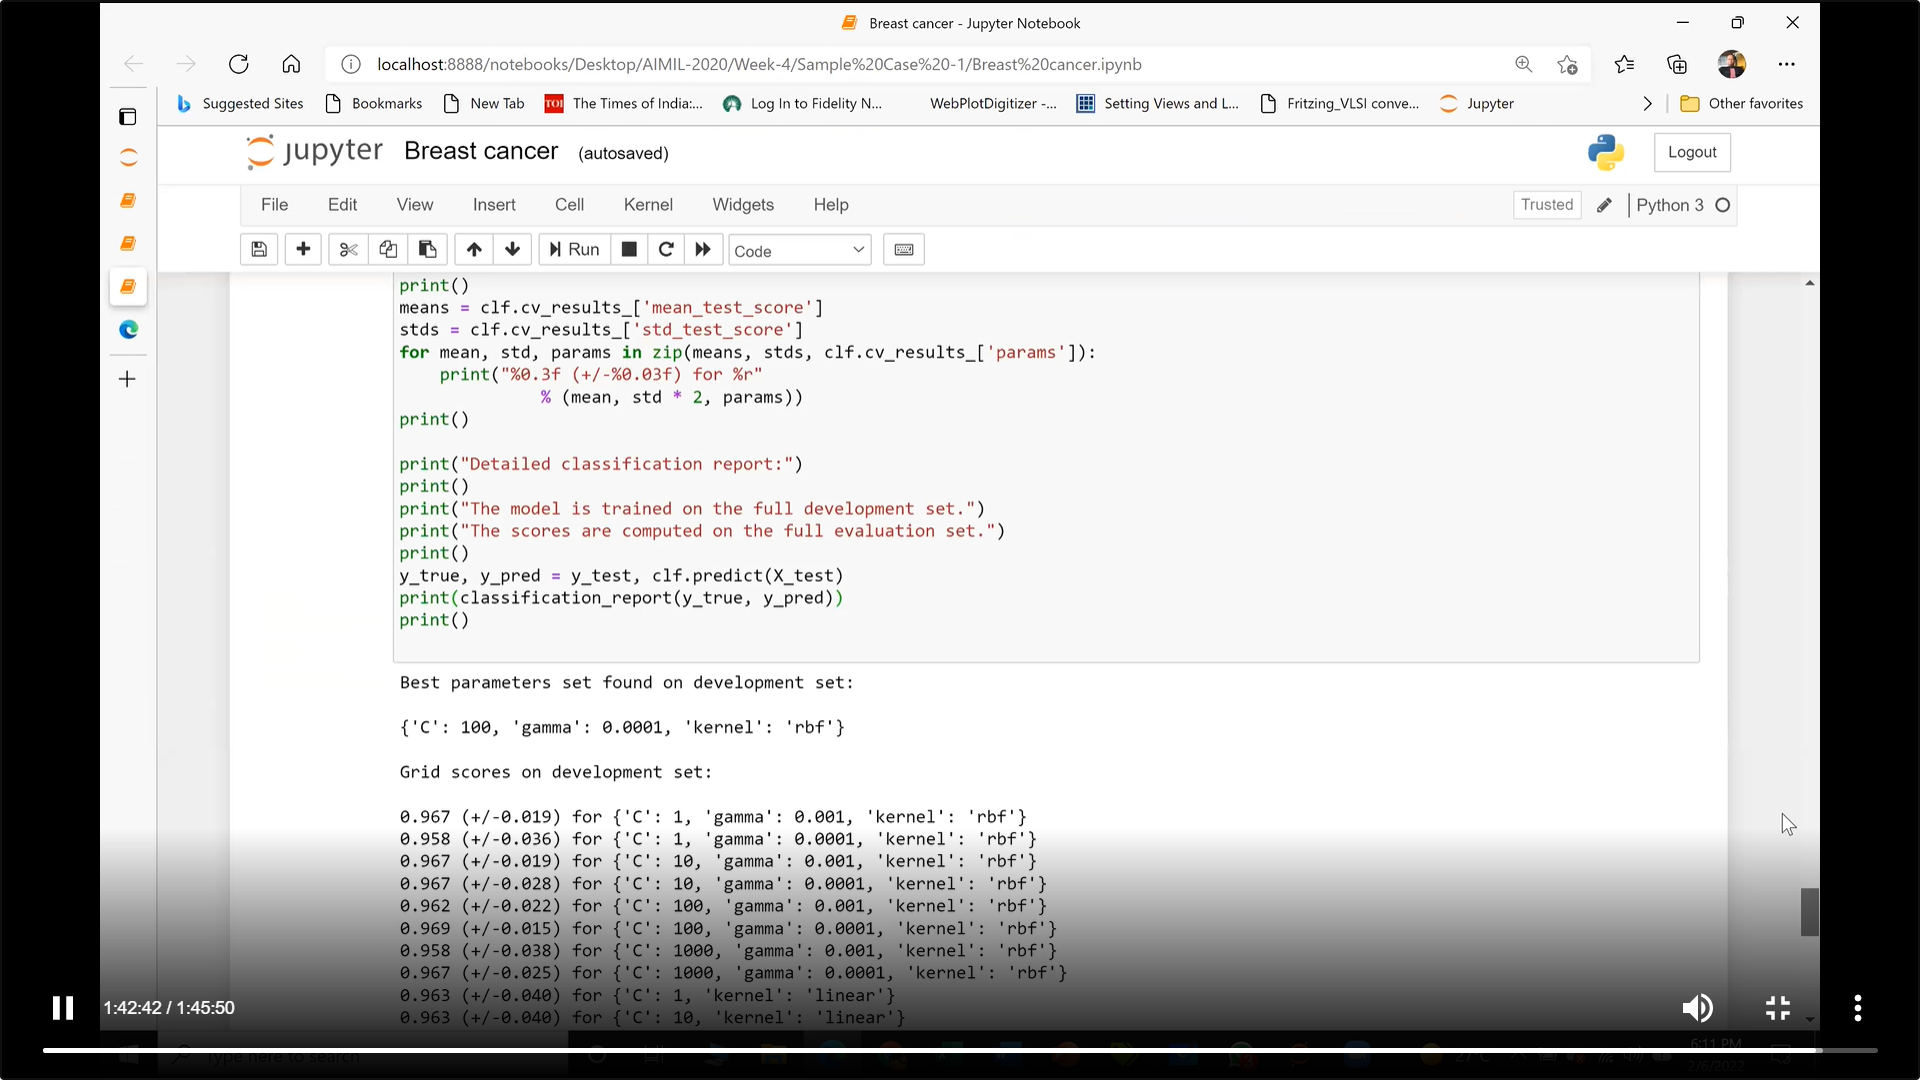 Breast cancer - Jupyter Notebook
localhost:8888/notebooks/Desktop/AIMIL-2020/Week-4/Sample%20Case%20-1/Breast%20cancer.ipynb
Suggested Sites Bookmarks New Tab TOI The Times of India:... Log In to Fidelity N... WebPlotDigitizer -... Setting Views and L... Fritzing_VLSI conve... Jupyter Other favorites
jupyter Breast cancer (autosaved) Logout
File Edit View Insert Cell Kernel Widgets Help Trusted Python 3
Run Code
print()
means = clf.cv_results_['mean_test_score']
stds = clf.cv_results_['std_test_score']
for mean, std, params in zip(means, stds, clf.cv_results_['params']):
    print("%0.3f (+/-%0.03f) for %r"
              % (mean, std * 2, params))
print()
print("Detailed classification report:")
print()
print("The model is trained on the full development set.")
print("The scores are computed on the full evaluation set.")
print()
y_true, y_pred = y_test, clf.predict(X_test)
print(classification_report(y_true, y_pred))
print()
Best parameters set found on development set:
{'C': 100, 'gamma': 0.0001, 'kernel': 'rbf'}
Grid scores on development set:
0.967 (+/-0.019) for {'C': 1, 'gamma': 0.001, 'kernel': 'rbf'}
0.958 (+/-0.036) for {'C': 1, 'gamma': 0.0001, 'kernel': 'rbf'}
0.967 (+/-0.019) for {'C': 10, 'gamma': 0.001, 'kernel': 'rbf'}
0.967 (+/-0.028) for {'C': 10, 'gamma': 0.0001, 'kernel': 'rbf'}
0.962 (+/-0.022) for {'C': 100, 'gamma': 0.001, 'kernel': 'rbf'}
0.969 (+/-0.015) for {'C': 100, 'gamma': 0.0001, 'kernel': 'rbf'}
0.958 (+/-0.038) for {'C': 1000, 'gamma': 0.001, 'kernel': 'rbf'}
0.967 (+/-0.025) for {'C': 1000, 'gamma': 0.0001, 'kernel': 'rbf'}
0.963 (+/-0.040) for {'C': 1, 'kernel': 'linear'}
0.963 (+/-0.040) for {'C': 10, 'kernel': 'linear'}
1:42:42 / 1:45:50
Type here to search 27°C 6:11 PM
2/6/2022